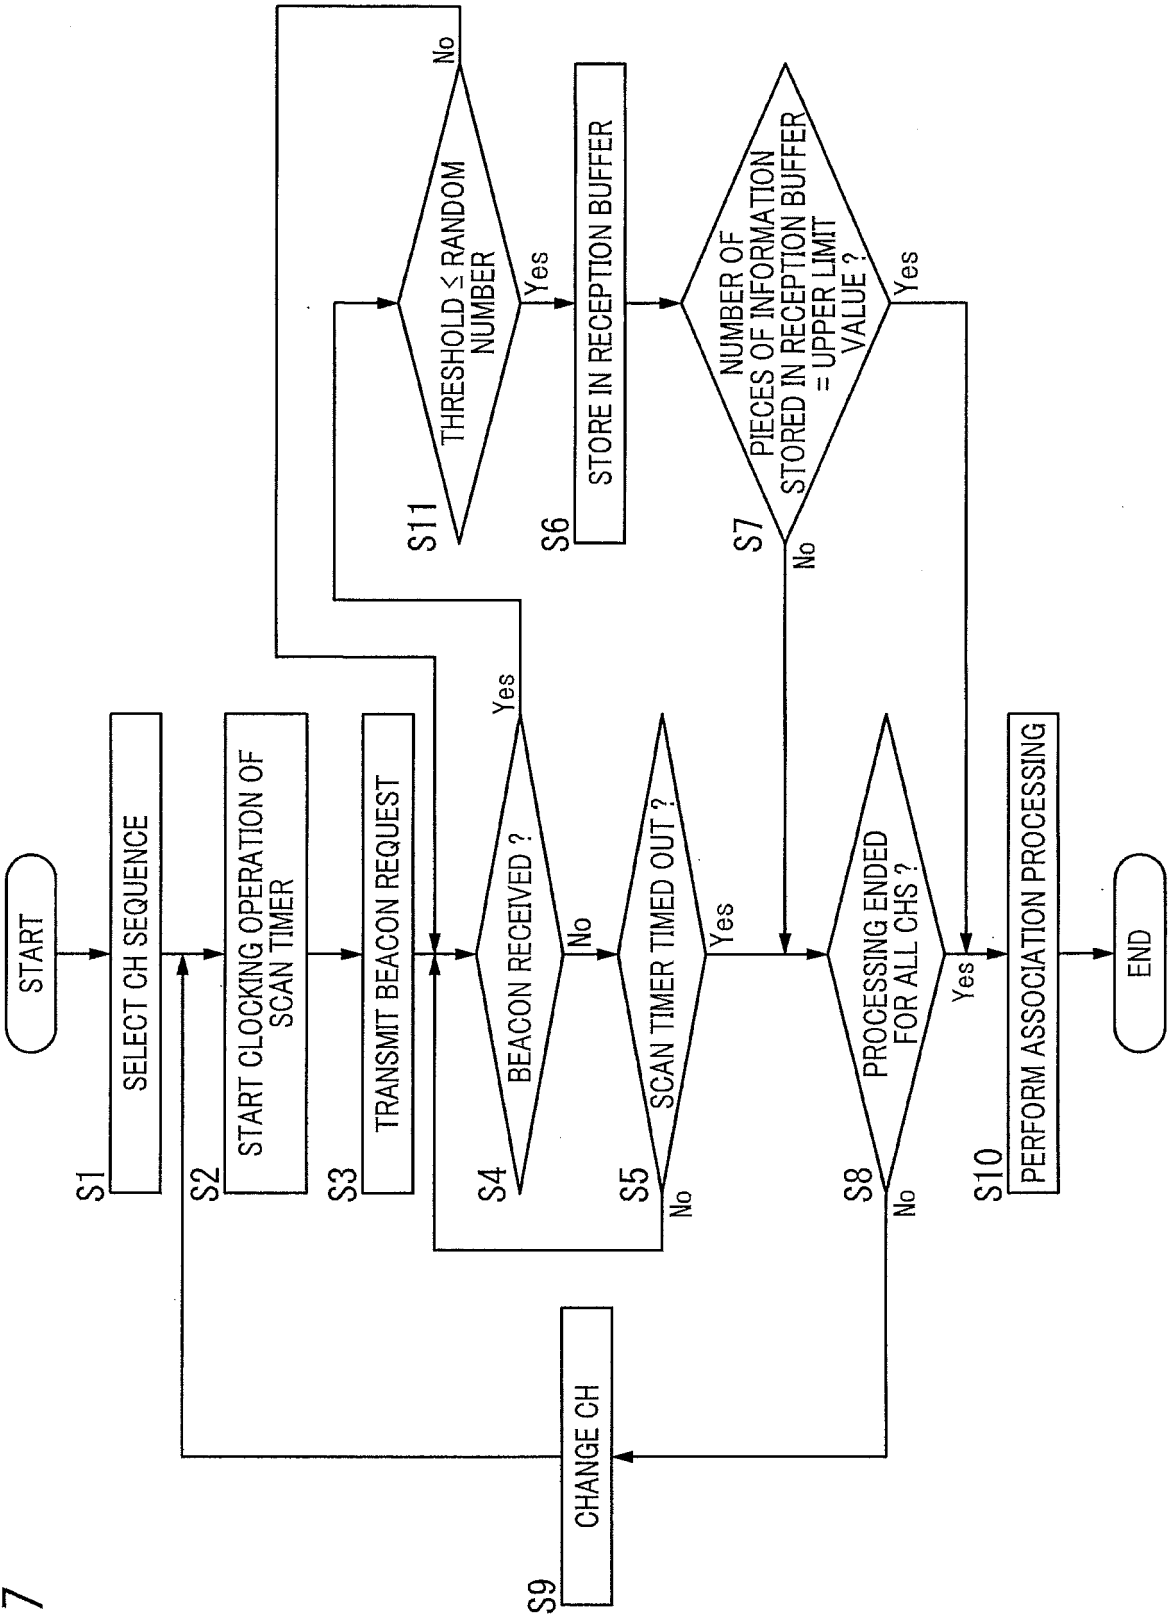 7
START
S1
SELECT CH SEQUENCE
S2
START CLOCKING OPERATION OF
SCAN TIMER
S3
TRANSMIT BEACON REQUEST
S4
BEACON RECEIVED ?
Yes
No
S5
SCAN TIMER TIMED OUT ?
No
Yes
S8
PROCESSING ENDED
FOR ALL CHS ?
No
Yes
S10
PERFORM ASSOCIATION PROCESSING
END
S9
CHANGE CH
S11
THRESHOLD ≤ RANDOM
NUMBER
No
Yes
S6
STORE IN RECEPTION BUFFER
S7
NUMBER OF
PIECES OF INFORMATION
STORED IN RECEPTION BUFFER
= UPPER LIMIT
VALUE ?
No
Yes